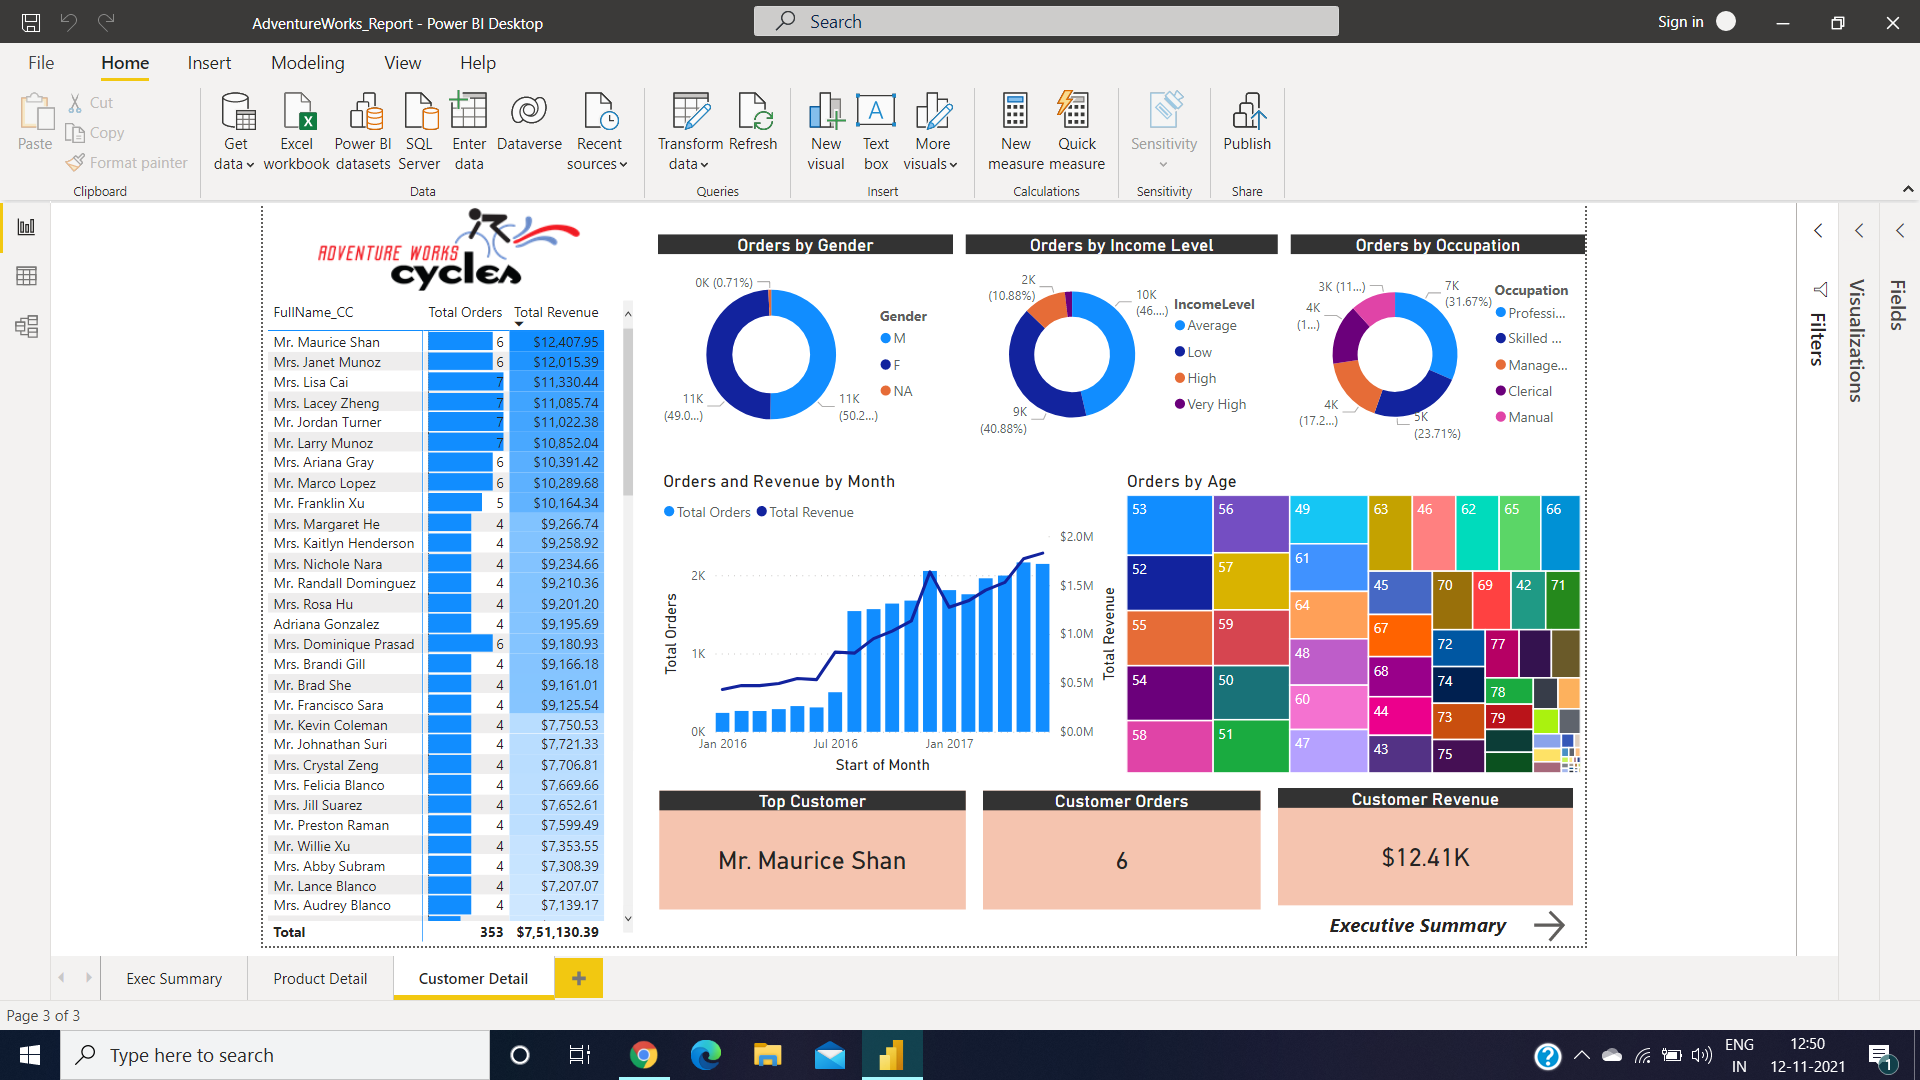 AdventureWorks_Report - Power BI Desktop
Search
Sign in
File Home Insert Modeling View Help
Paste
Cut
Copy
Format painter
Clipboard
Get data
Excel workbook
Power BI datasets
SQL Server
Enter data
Dataverse
Recent sources
Data
Transform data
Refresh
Queries
New visual
Text box
More visuals
Insert
New measure
Quick measure
Calculations
Sensitivity
Sensitivity
Publish
Share
ADVENTURE WORKS
cycles
FullName_CC Total Orders Total Revenue
Mr. Maurice Shan 6 $12,407.95
Mrs. Janet Munoz 6 $12,015.39
Mrs. Lisa Cai 7 $11,330.44
Mrs. Lacey Zheng 7 $11,085.74
Mr. Jordan Turner 7 $11,022.38
Mr. Larry Munoz 7 $10,852.04
Mrs. Ariana Gray 6 $10,391.42
Mr. Marco Lopez 6 $10,289.68
Mr. Franklin Xu 5 $10,164.34
Mrs. Margaret He 4 $9,266.74
Mrs. Kaitlyn Henderson 4 $9,258.92
Mrs. Nichole Nara 4 $9,234.66
Mr. Randall Dominguez 4 $9,210.36
Mrs. Rosa Hu 4 $9,201.20
Adriana Gonzalez 4 $9,195.69
Mrs. Dominique Prasad 6 $9,180.93
Mrs. Brandi Gill 4 $9,166.18
Mr. Brad She 4 $9,161.01
Mr. Francisco Sara 4 $9,125.54
Mr. Kevin Coleman 4 $7,750.53
Mr. Johnathan Suri 4 $7,721.33
Mrs. Crystal Zeng 4 $7,706.81
Mrs. Felicia Blanco 4 $7,669.66
Mrs. Jill Suarez 4 $7,652.61
Mr. Preston Raman 4 $7,599.49
Mr. Willie Xu 4 $7,353.55
Mrs. Abby Subram 4 $7,308.39
Mr. Lance Blanco 4 $7,207.07
Mrs. Audrey Blanco 4 $7,139.17
Total 353 $7,51,130.39
Orders by Gender
0K (0.71%)
11K
(49.0...)
11K
(50.2...)
Gender
M
F
NA
Orders by Income Level
2K
(10.88%)
10K
(46....)
9K
(40.88%)
IncomeLevel
Average
Low
High
Very High
Orders by Occupation
3K (11...)
7K
(31.67%)
4K
(1...)
4K
(17.2...)
5K
(23.71%)
Occupation
Professi...
Skilled ...
Manage...
Clerical
Manual
Orders and Revenue by Month
Total Orders Total Revenue
Total Orders
2K
1K
0K
$2.0M
$1.5M
$1.0M
$0.5M
$0.0M
Total Revenue
Jan 2016 Jul 2016 Jan 2017
Start of Month
Orders by Age
53 56 49 63 46 62 65 66
61
52 57 45 70 69 42 71
64
55 59 67
48 72 77
54 50 68 74
60 78
44 73 79
58 51 47 43 75
Top Customer
Mr. Maurice Shan
Customer Orders
6
Customer Revenue
$12.41K
Executive Summary
Filters
Visualizations
Fields
Exec Summary Product Detail Customer Detail +
Page 3 of 3
Type here to search
ENG
IN
12:50
12-11-2021
1